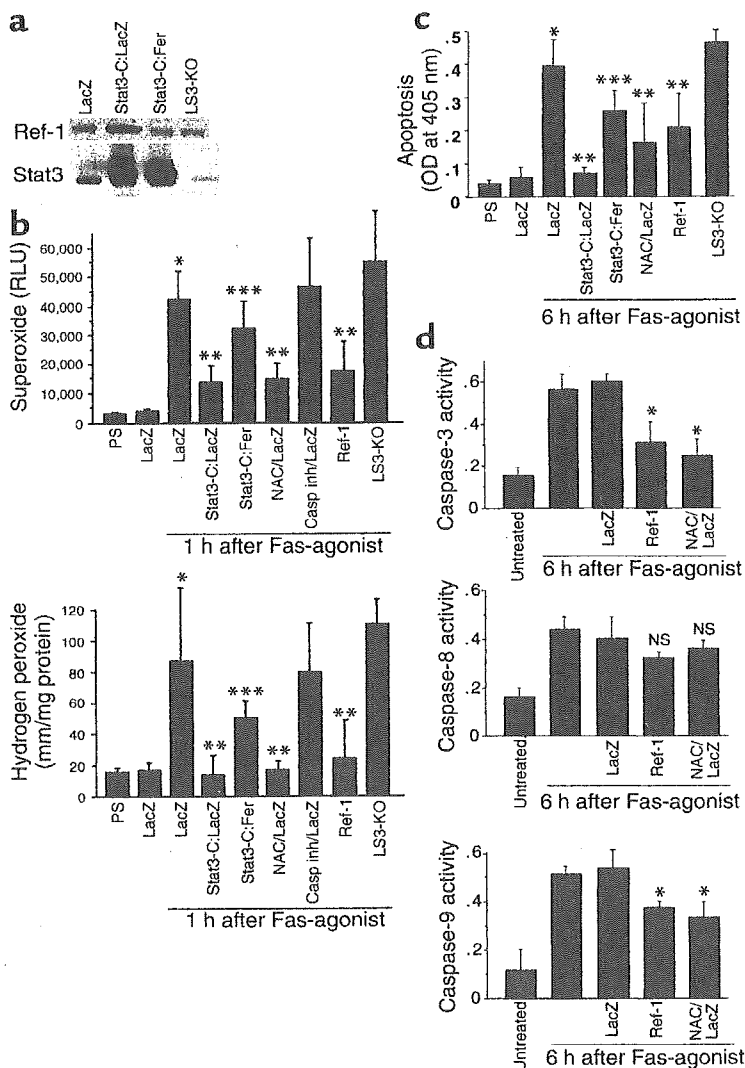 a
LacZ
Stat3-C:LacZ
Stat3-C:Fer
LS3-KO
Ref-1
Stat3
b
Superoxide (RLU)
60,000
50,000
40,000
30,000
20,000
10,000
0
*
**
***
**
**
PS
LacZ
LacZ
Stat3-C:LacZ
Stat3-C:Fer
NAC/LacZ
Casp inh/LacZ
Ref-1
LS3-KO
1 h after Fas-agonist
Hydrogen peroxide
(mm/mg protein)
120
100
80
60
40
20
0
*
**
***
**
**
PS
LacZ
LacZ
Stat3-C:LacZ
Stat3-C:Fer
NAC/LacZ
Casp inh/LacZ
Ref-1
LS3-KO
1 h after Fas-agonist
c
Apoptosis
(OD at 405 nm)
.5
.4
.3
.2
.1
0
*
**
***
**
**
PS
LacZ
LacZ
Stat3-C:LacZ
Stat3-C:Fer
NAC/LacZ
Ref-1
LS3-KO
6 h after Fas-agonist
d
Caspase-3 activity
.6
.4
.2
0
*
*
Untreated
LacZ
Ref-1
NAC/
LacZ
6 h after Fas-agonist
Caspase-8 activity
.6
.4
.2
0
NS
NS
Untreated
LacZ
Ref-1
NAC/
LacZ
6 h after Fas-agonist
Caspase-9 activity
.6
.4
.2
0
*
*
Untreated
LacZ
Ref-1
NAC/
LacZ
6 h after Fas-agonist